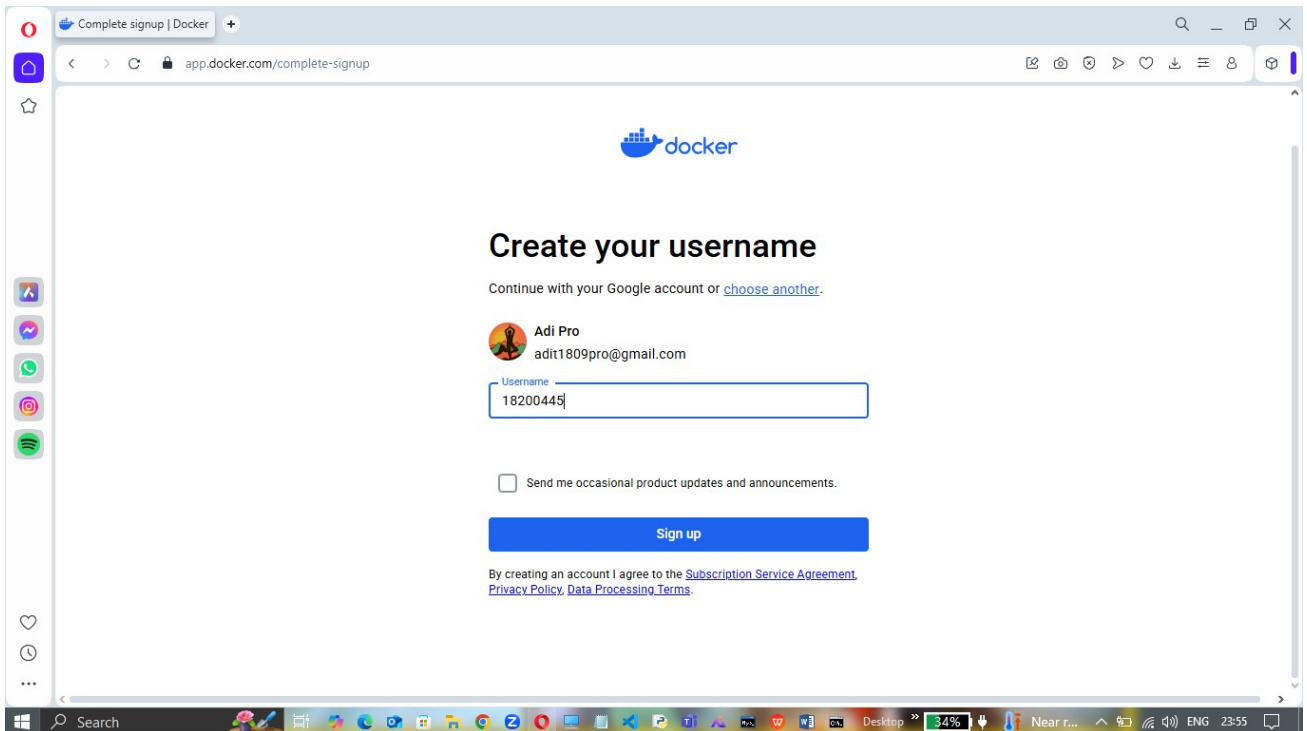 Complete signup | Docker
app.docker.com/complete-signup
docker
Create your username
Continue with your Google account or choose another.
Adi Pro
adit1809pro@gmail.com
Username
18200445
Send me occasional product updates and announcements.
Sign up
By creating an account I agree to the Subscription Service Agreement,
Privacy Policy, Data Processing Terms.
Search
Desktop
34%
Near r...
ENG
23:55